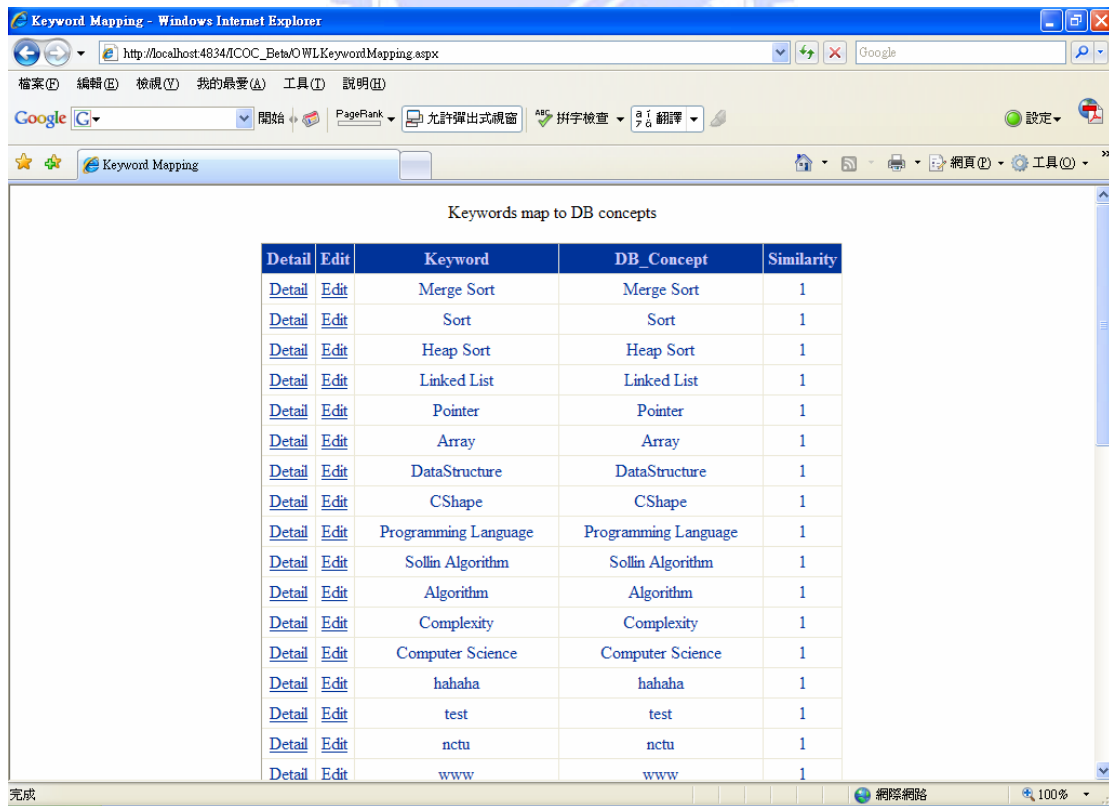 Keyword Mapping - Windows Internet Explorer
http://localhost:4834/ICOC_Beta/OWLKeywordMapping.aspx Google
檔案(F) 編輯(E) 檢視(V) 我的最愛(A) 工具(T) 說明(H)
Google G 開始 PageRank 允許彈出式視窗 ABC 拼字檢查 翻譯 設定
Keyword Mapping 網頁(P) 工具(O) »
Keywords map to DB concepts
Detail Edit Keyword DB_Concept Similarity
Detail Edit Merge Sort Merge Sort 1
Detail Edit Sort Sort 1
Detail Edit Heap Sort Heap Sort 1
Detail Edit Linked List Linked List 1
Detail Edit Pointer Pointer 1
Detail Edit Array Array 1
Detail Edit DataStructure DataStructure 1
Detail Edit CShape CShape 1
Detail Edit Programming Language Programming Language 1
Detail Edit Sollin Algorithm Sollin Algorithm 1
Detail Edit Algorithm Algorithm 1
Detail Edit Complexity Complexity 1
Detail Edit Computer Science Computer Science 1
Detail Edit hahaha hahaha 1
Detail Edit test test 1
Detail Edit nctu nctu 1
Detail Edit www www 1
完成 網際網路 100%